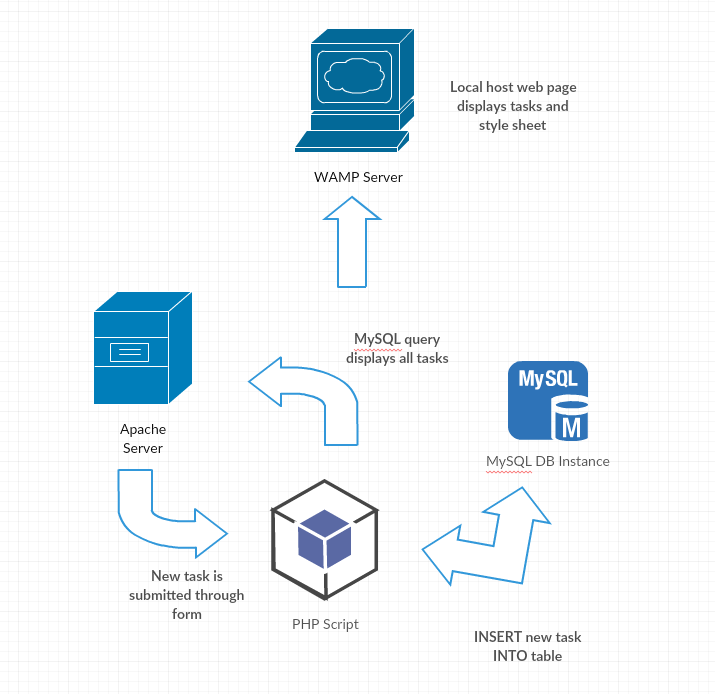 Local host web page
displays tasks and
style sheet
WAMP Server
MySQL query
displays all tasks
MySQL
M
MySQL DB Instance
Apache
Server
New task is
submitted through
form
PHP Script
INSERT new task
INTO table